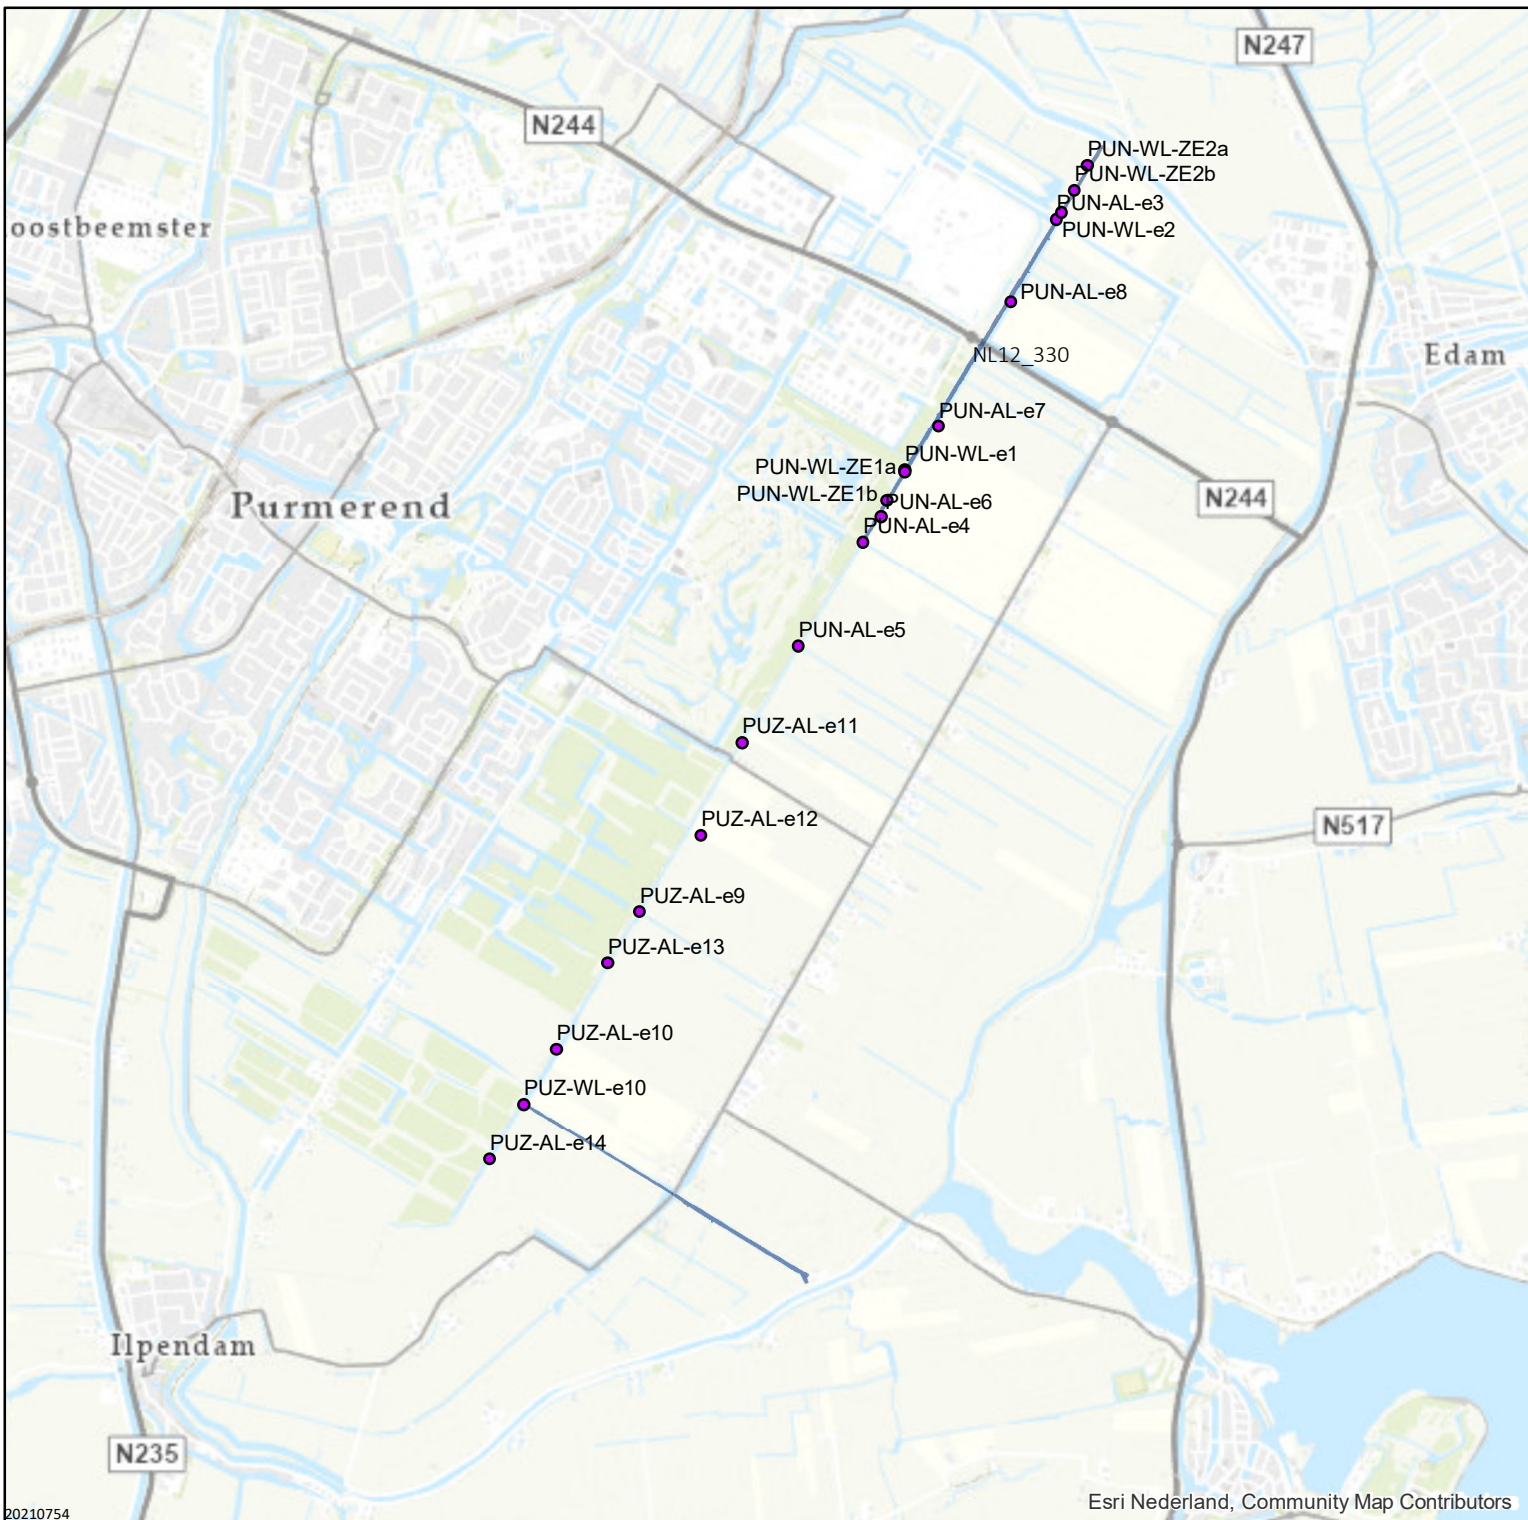 N247
N244
PUN-WL-ZE2a
PUN-WL-ZE2b
PUN-AL-e3
PUN-WL-e2
oostbeemster
PUN-AL-e8
NL12_330
Edam
PUN-AL-e7
PUN-WL-e1
PUN-WL-ZE1a
PUN-WL-ZE1b
PUN-AL-e6
N244
Purmerend
PUN-AL-e4
PUN-AL-e5
PUZ-AL-e11
PUZ-AL-e12
N517
PUZ-AL-e9
PUZ-AL-e13
PUZ-AL-e10
PUZ-WL-e10
PUZ-AL-e14
Ilpendam
N235
Esri Nederland, Community Map Contributors
20210754